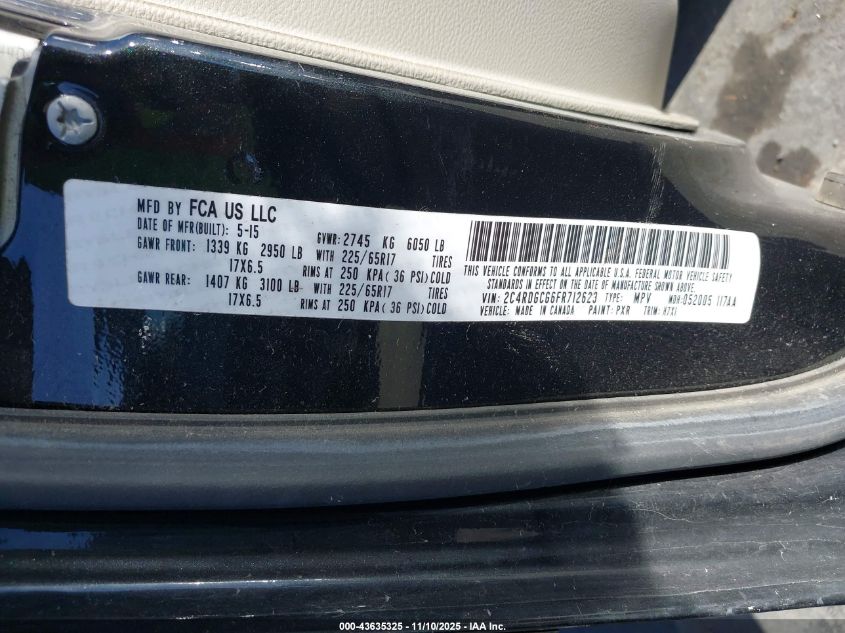 MFD BY FCA US LLC
DATE OF MFR(BUILT): 5-15 GVWR: 2745 KG 6050 LB
GAWR FRONT: 1339 KG 2950 LB WITH 225/65R17 TIRES
17X6.5 RIMS AT 250 KPA( 36 PSI)COLD
GAWR REAR: 1407 KG 3100 LB WITH 225/65R17 TIRES
17X6.5 RIMS AT 250 KPA( 36 PSI)COLD
THIS VEHICLE CONFORMS TO ALL APPLICABLE U.S.A. FEDERAL MOTOR VEHICLE SAFETY
STANDARDS IN EFFECT ON THE DATE OF MANUFACTURE SHOWN ABOVE.
VIN: 2C4RDGCG6FR712623 TYPE: MPV MDH: 052005 117AA
VEHICLE: MADE IN CANADA PAINT: PXR TRIM:
000-43635325 — 11/10/2025 — IAA Inc.